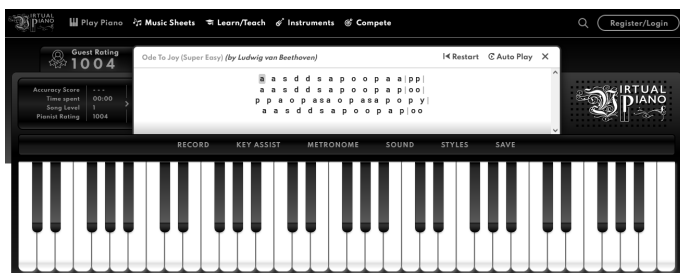 VIRTUAL PIANO
Play Piano
Music Sheets
Learn/Teach
Instruments
Compete
Register/Login
Guest Rating
1004
Ode To Joy (Super Easy) (by Ludwig van Beethoven)
Restart
Auto Play
Accuracy Score - - -
Time spent 00:00
Song Level 1
Pianist Rating 1004
a a s d d s a p o o p a a|pp|
a a s d d s a p o o p a p|oo|
p p a o p asa o p asa p o p y|
a a s d d s a p o o p a p|oo
VIRTUAL PIANO
RECORD
KEY ASSIST
METRONOME
SOUND
STYLES
SAVE